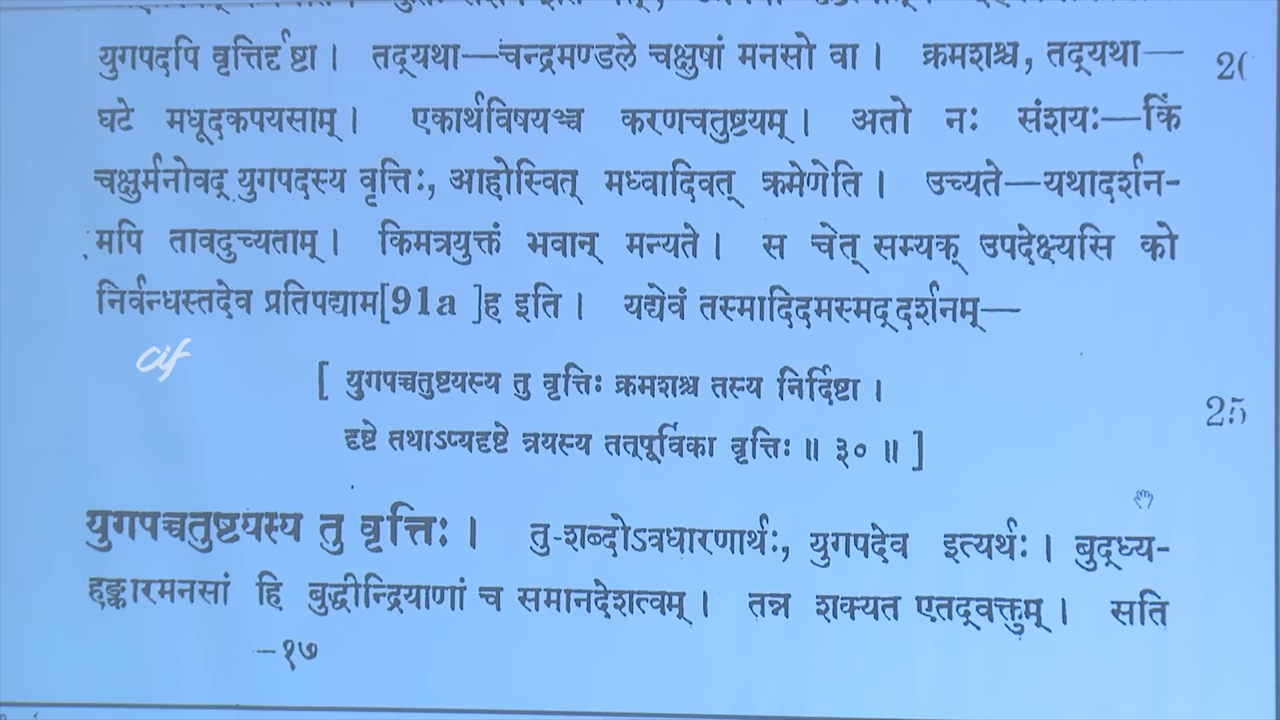 युगपदपि वृत्तिर्दृष्टा । तद्यथा—चन्द्रमण्डले चक्षुषां मनसो वा । क्रमशश्च, तद्यथा—
घटे मधूदकपयसाम् । एकार्थविषयञ्च करणचतुष्टयम् । अतो नः संशयः—किं
चक्षुर्मनोवद् युगपदस्य वृत्तिः, आहोस्वित् मध्वादिवत् क्रमेणेति । उच्यते—यथादर्शन-
मपि तावदुच्यताम् । किमत्रयुक्तं भवान् मन्यते । स चेत् सम्यक् उपदेक्ष्यसि को
निर्वन्धस्तदेव प्रतिपद्याम[91a ]ह इति । यद्येवं तस्मादिदमस्मद्दर्शनम्—
cif
[ युगपच्चतुष्टयस्य तु वृत्तिः क्रमशश्च तस्य निर्दिष्टा ।
25
दृष्टे तथाऽप्यदृष्टे त्रयस्य तत्पूर्विका वृत्तिः ॥ ३० ॥ ]
युगपच्चतुष्टयस्य तु वृत्तिः । तु-शब्दोऽवधारणार्थः, युगपदेव इत्यर्थः । बुद्ध्य-
हङ्कारमनसां हि बुद्धीन्द्रियाणां च समानदेशत्वम् । तन्न शक्यत एतद्वक्तुम् । सति
–१७